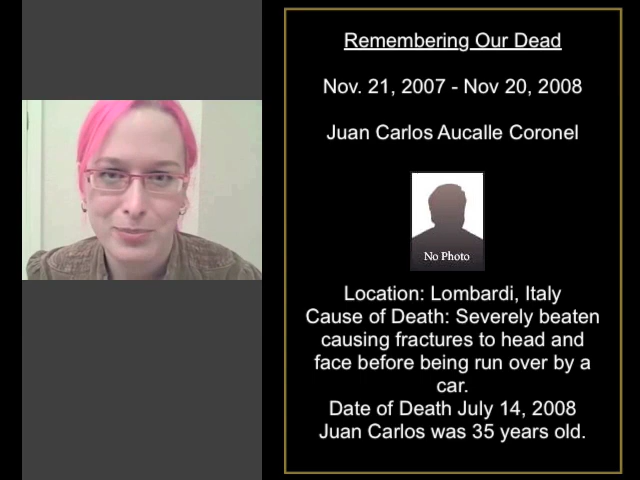 Remembering Our Dead
Nov. 21, 2007 - Nov 20, 2008
Juan Carlos Aucalle Coronel
No Photo
Location: Lombardi, Italy
Cause of Death: Severely beaten
causing fractures to head and
face before being run over by a
car.
Date of Death July 14, 2008
Juan Carlos was 35 years old.